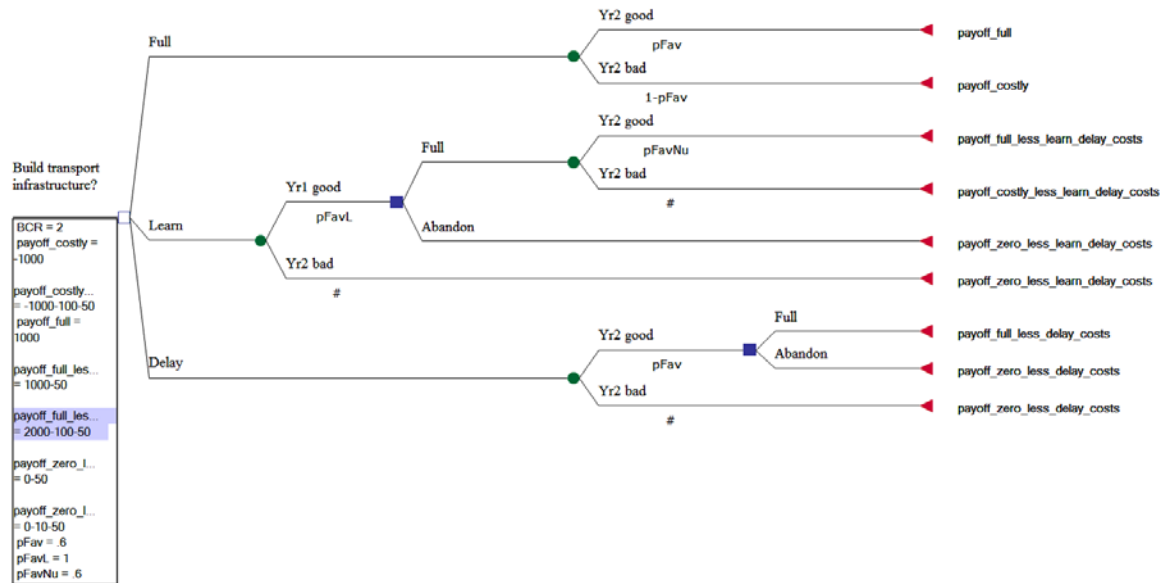 Yr2 good
Full
pFav
payoff_full
Yr2 bad
payoff_costly
1-pFav
Yr2 good
payoff_full_less_learn_delay_costs
Full
pFavNu
Build transport
infrastructure?
Yr2 bad
payoff_costly_less_learn_delay_costs
Yr1 good
#
BCR = 2
payoff_costly =
-1000
payoff_costly...
= -1000-100-50
payoff_full =
1000
payoff_full_les...
= 1000-50
payoff_full_les...
= 2000-100-50
payoff_zero_l...
= 0-50
payoff_zero_l...
= 0-10-50
pFav = .6
pFavL = 1
pFavNu = .6
Learn
pFavL
Abandon
payoff_zero_less_learn_delay_costs
Yr2 bad
payoff_zero_less_learn_delay_costs
#
Full
payoff_full_less_delay_costs
Yr2 good
Delay
pFav
Abandon
payoff_zero_less_delay_costs
Yr2 bad
payoff_zero_less_delay_costs
#